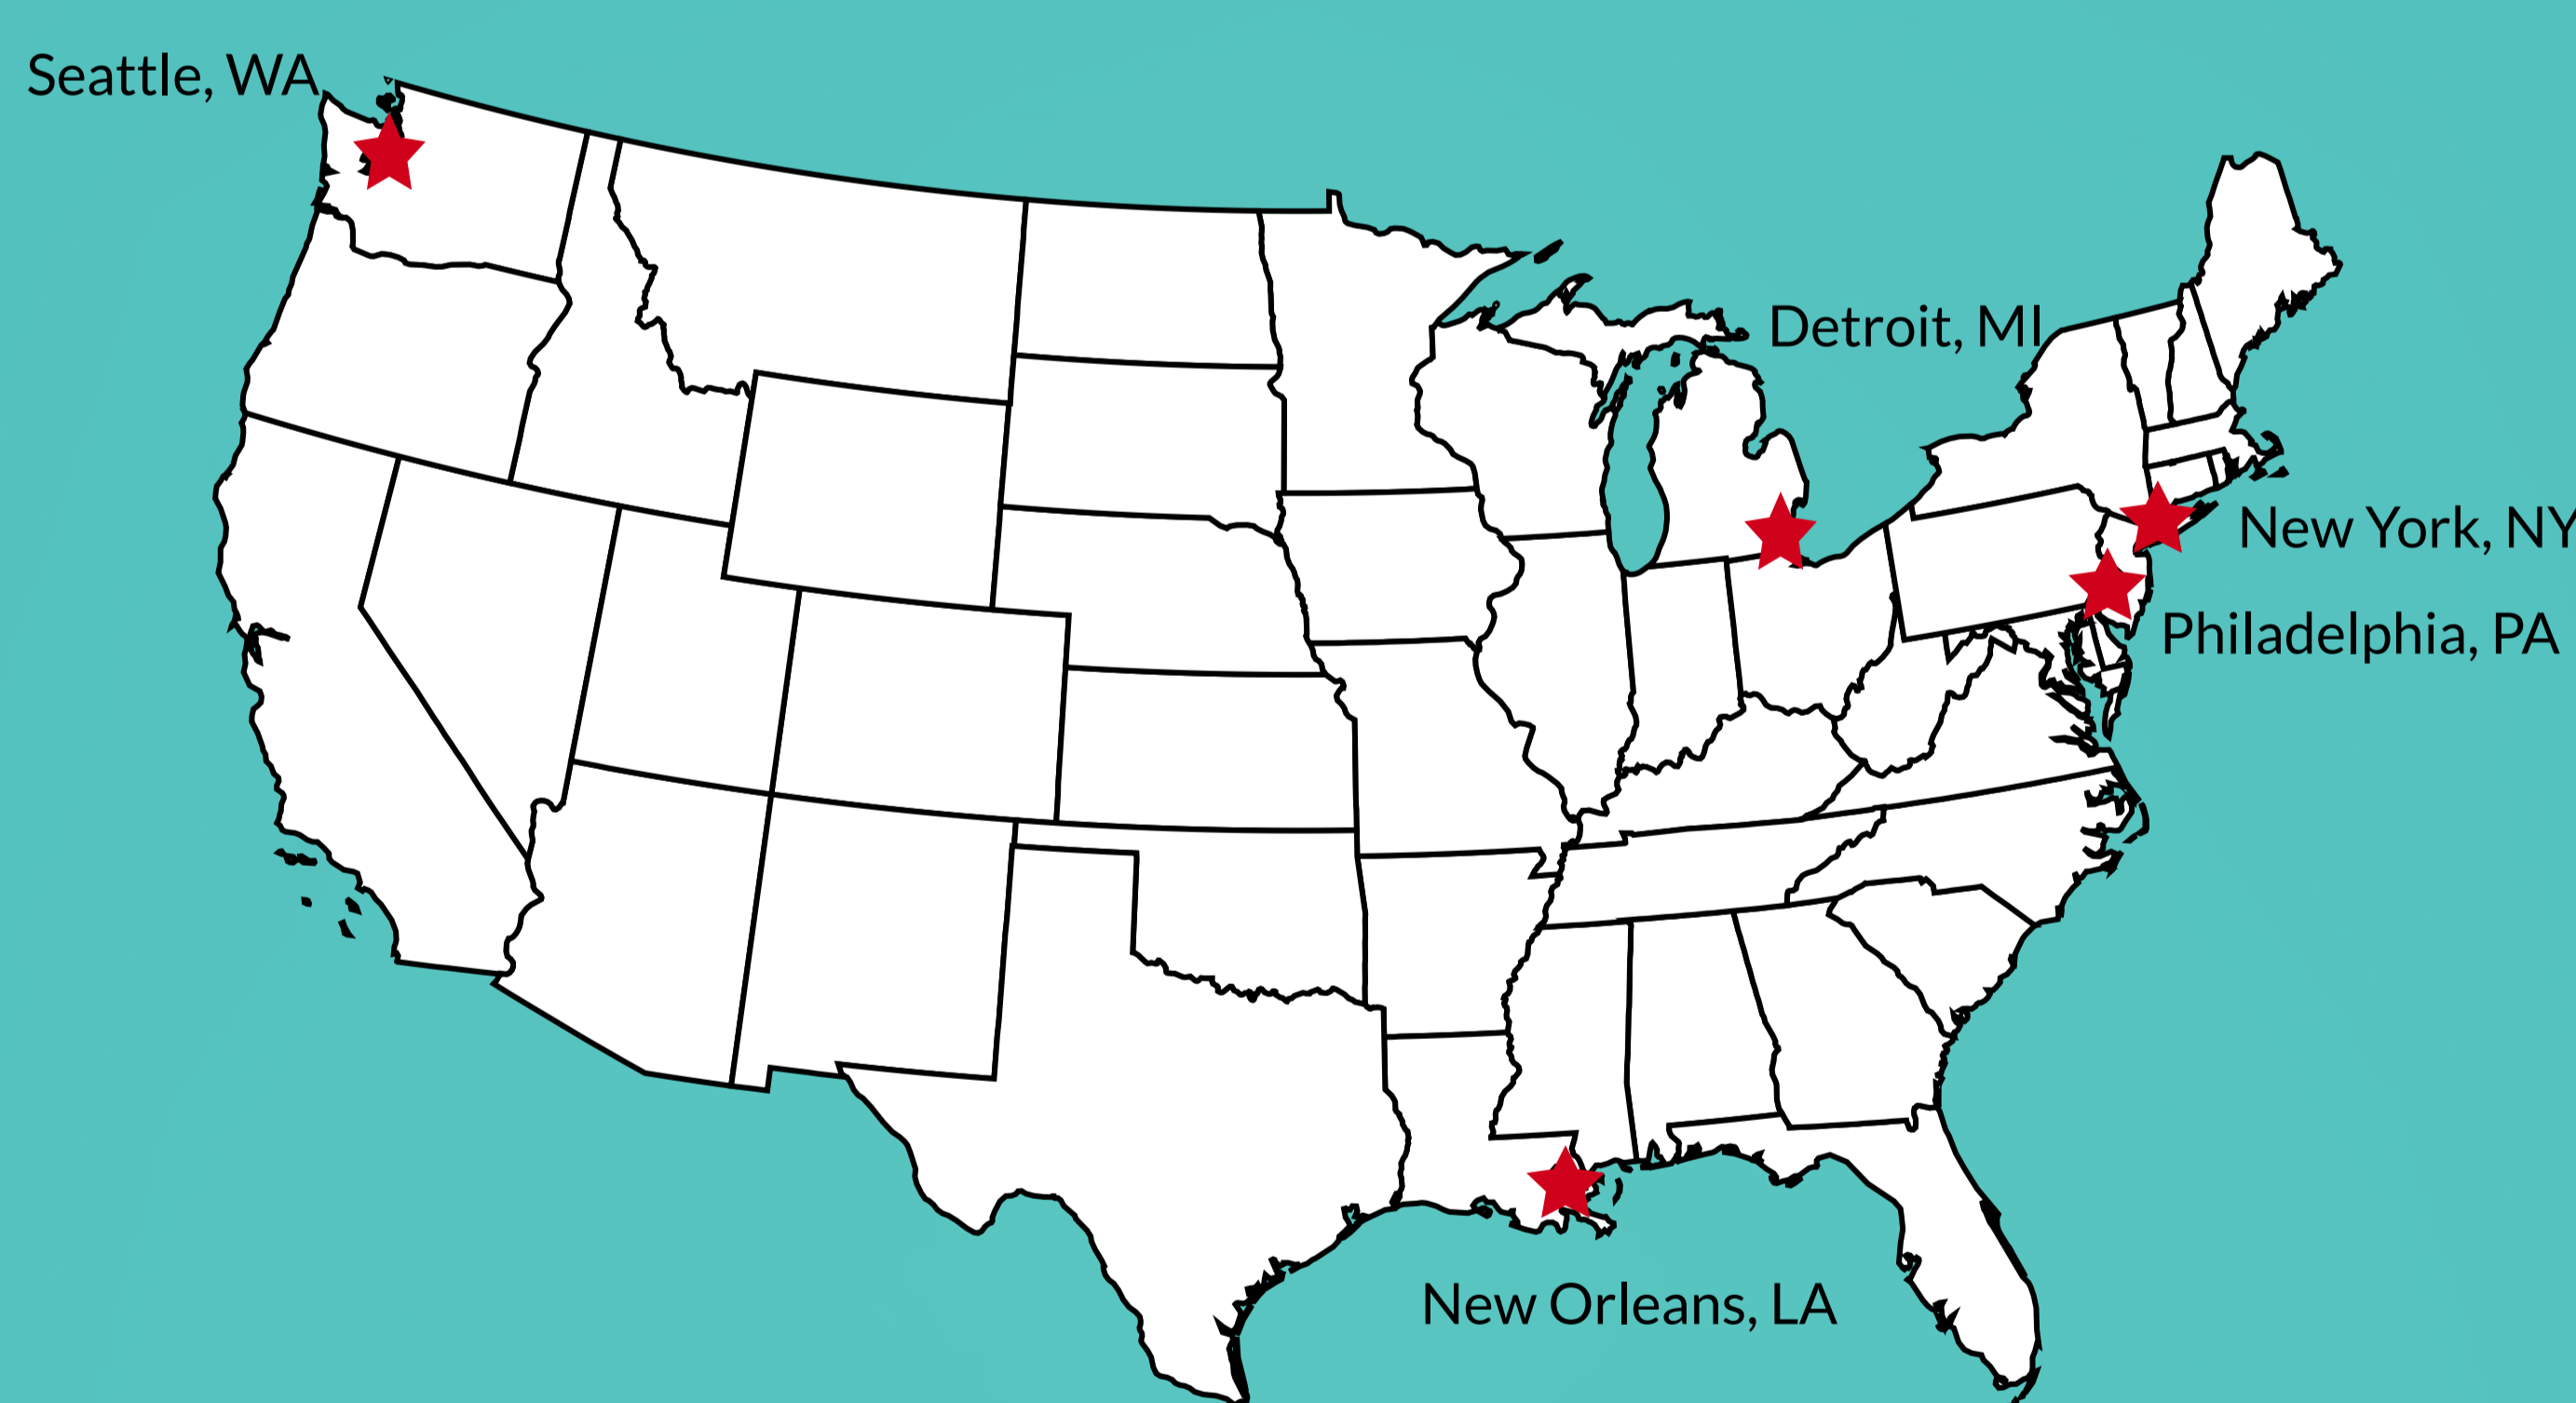 Seattle, WA
Detroit, MI
New York, NY
Philadelphia, PA
New Orleans, LA